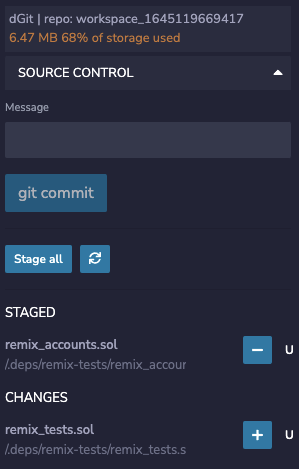 dGit | repo: workspace_1645119669417
6.47 MB 68% of storage used
SOURCE CONTROL
Message
git commit
Stage all
STAGED
remix_accounts.sol
− U
/.deps/remix-tests/remix_accour
CHANGES
remix_tests.sol
+ U
/.deps/remix-tests/remix_tests.s